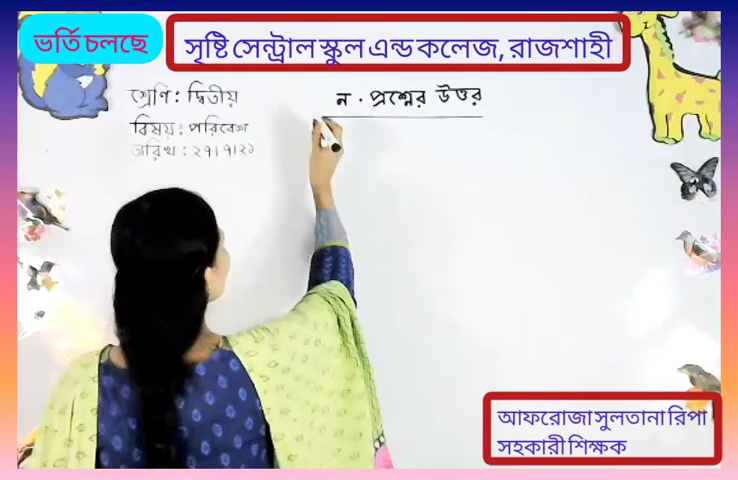 ভর্তি চলছে
সৃষ্টি সেন্ট্রাল স্কুল এন্ড কলেজ, রাজশাহী
শ্রেণি : দ্বিতীয়
বিষয় : পরিবেশ
তারিখ : ২৭।৭।২১
ন · প্রশ্নের উত্তর
আফরোজা সুলতানা রিপা
সহকারী শিক্ষক